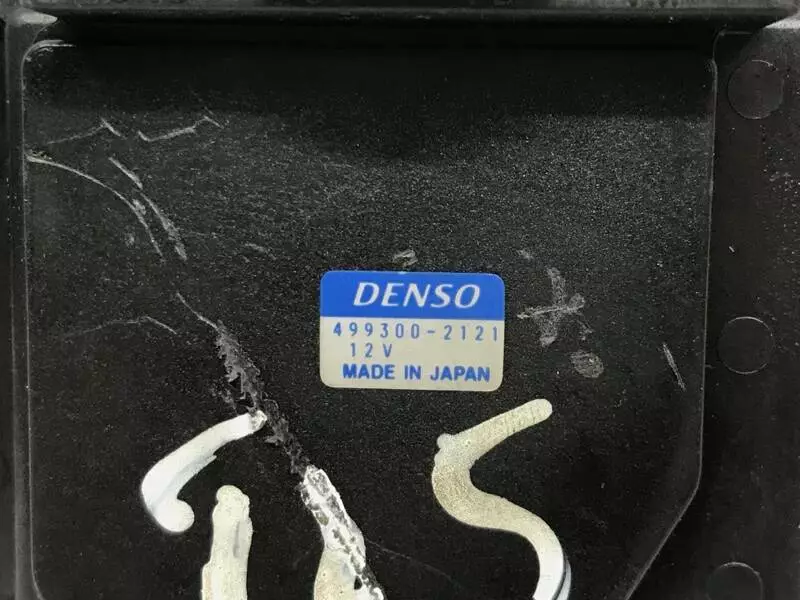 DENSO
499300-2121
12V
MADE IN JAPAN